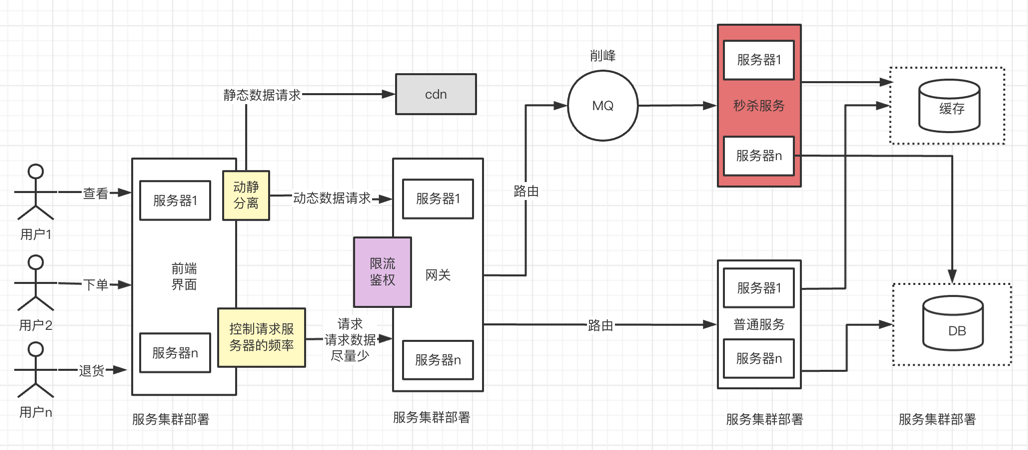 削峰
服务器1
静态数据请求
cdn
MQ
秒杀服务
缓存
服务器n
查看
服务器1
动静
分离
动态数据请求
服务器1
路由
用户1
限流
鉴权
网关
前端
界面
下单
服务器1
用户2
控制请求服
务器的频率
请求
请求数据
尽量少
路由
普通服务
DB
服务器n
服务器n
服务器n
退货
用户n
服务集群部署
服务集群部署
服务集群部署
服务集群部署